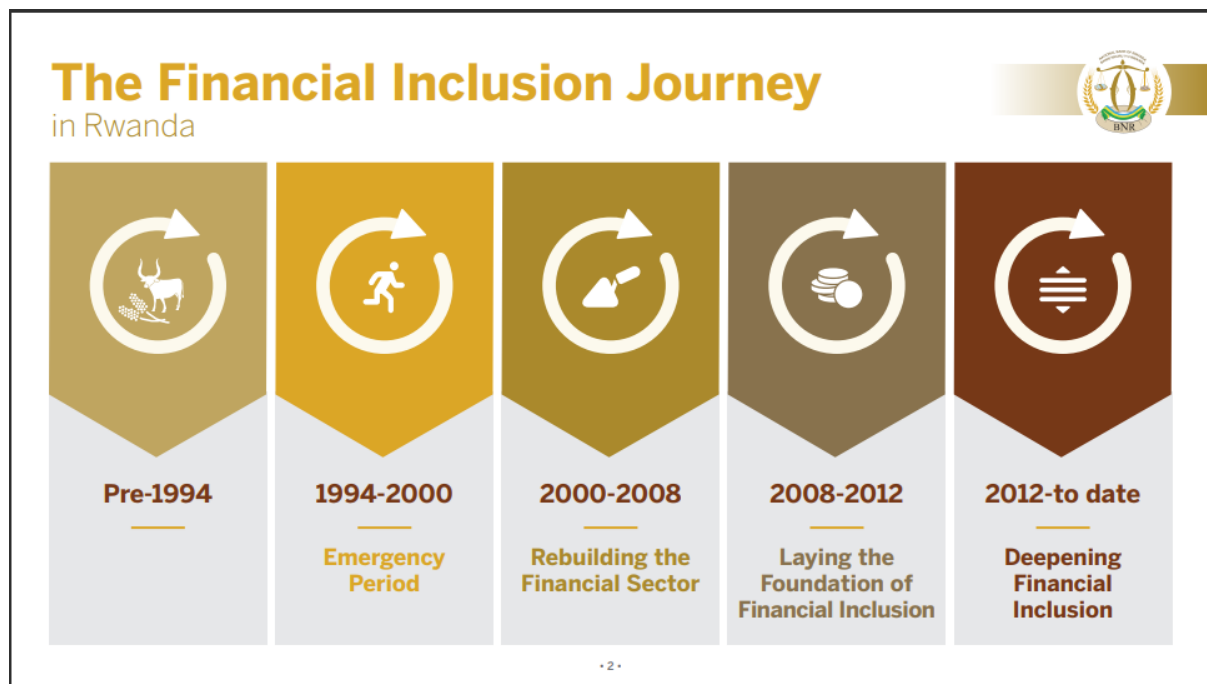 The Financial Inclusion Journey
in Rwanda
BNR
Pre-1994
1994-2000
Emergency
Period
2000-2008
Rebuilding the
Financial Sector
2008-2012
Laying the
Foundation of
Financial Inclusion
2012-to date
Deepening
Financial
Inclusion
• 2 •